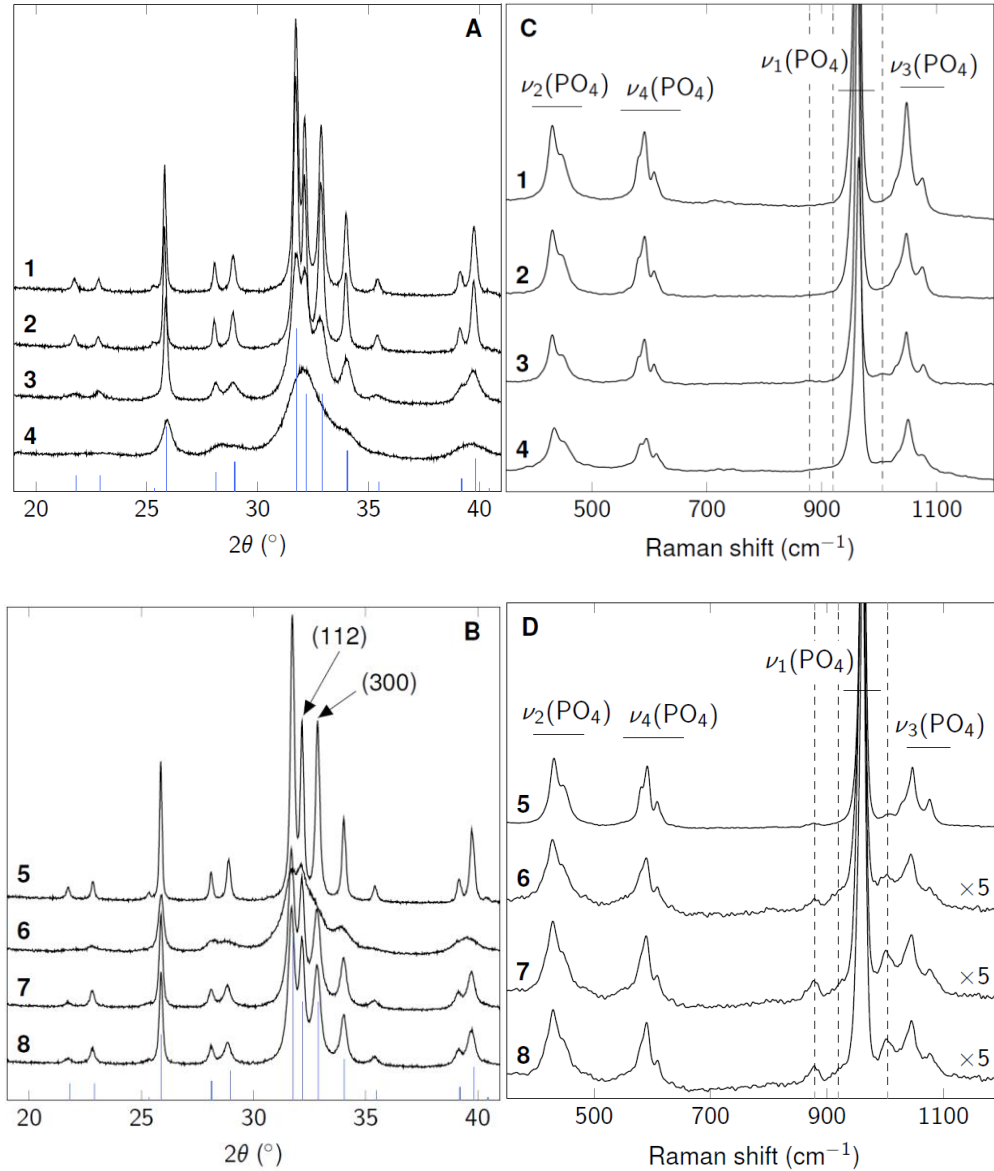 A
1
2
3
4
20 25 30 35 40
2θ (°)
C
ν2(PO4)
ν4(PO4)
ν1(PO4)
ν3(PO4)
1
2
3
4
500 700 900 1100
Raman shift (cm−1)
B
(112)
(300)
5
6
7
8
20 25 30 35 40
2θ (°)
D
ν2(PO4)
ν4(PO4)
ν1(PO4)
ν3(PO4)
5
6 ×5
7 ×5
8 ×5
500 700 900 1100
Raman shift (cm−1)